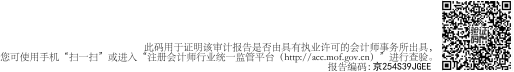 此码用于证明该审计报告是否由具有执业许可的会计师事务所出具，
您可使用手机“扫一扫”或进入“注册会计师行业统一监管平台（http://acc.mof.gov.cn）”进行查验。
报告编码:京254S39JGEE